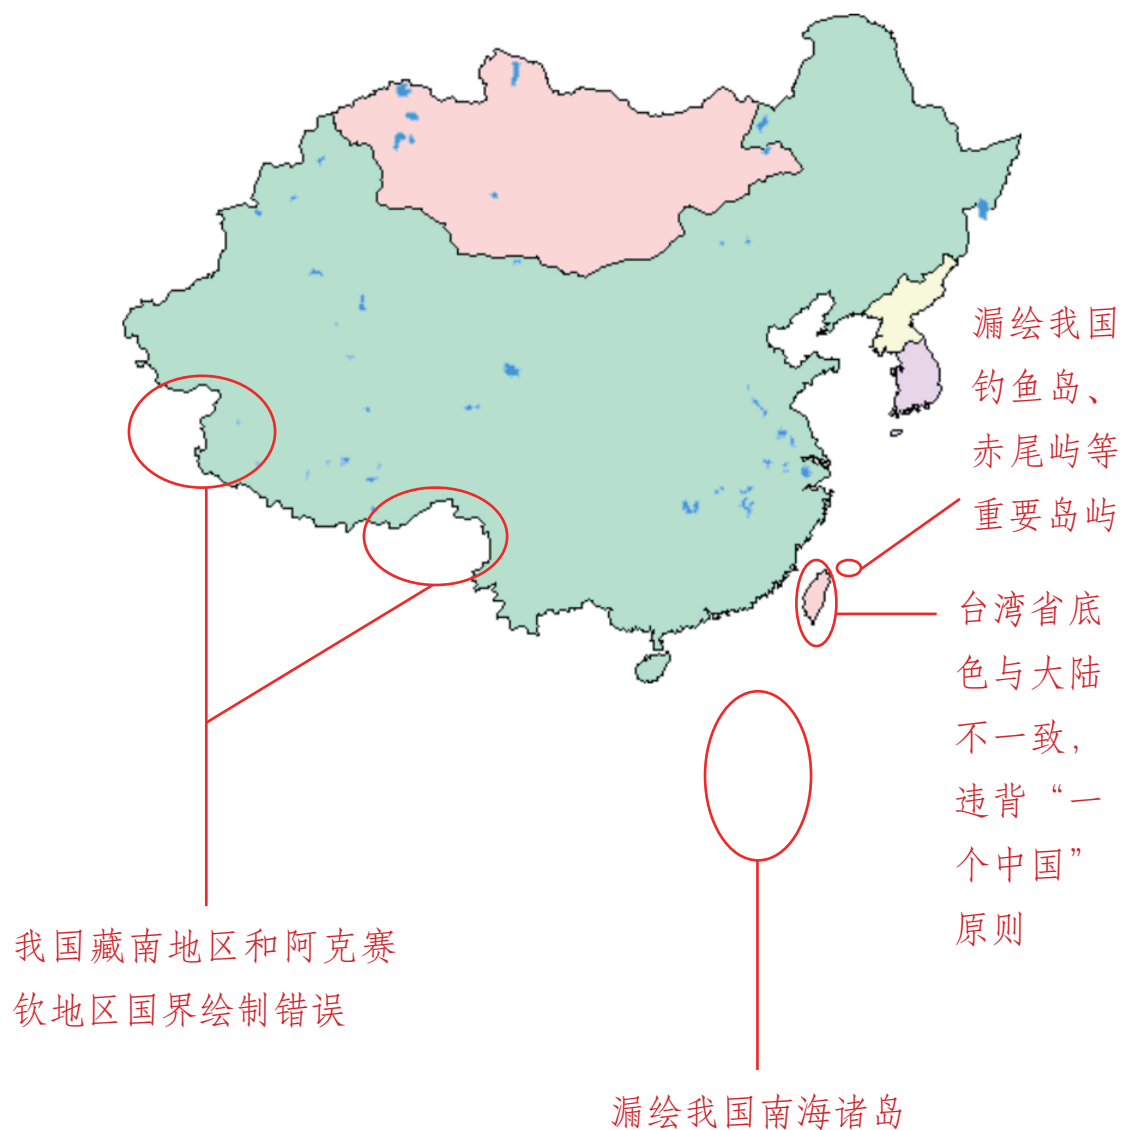 漏绘我国
钓鱼岛、
赤尾屿等
重要岛屿
台湾省底
色与大陆
不一致，
违背“一
个中国”
原则
我国藏南地区和阿克赛
钦地区国界绘制错误
漏绘我国南海诸岛